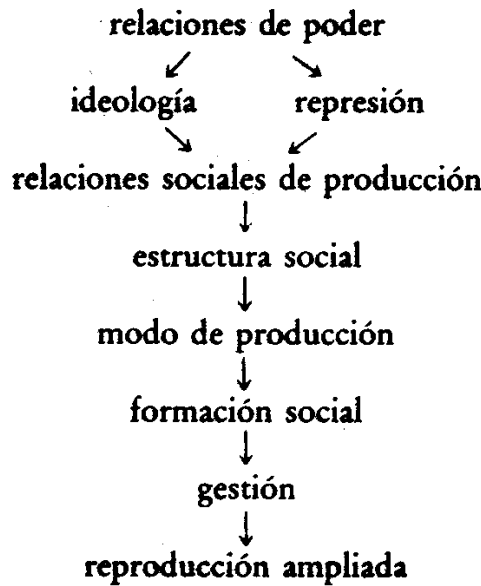 relaciones de poder
ideología represión
relaciones sociales de producción
estructura social
modo de producción
formación social
gestión
reproducción ampliada